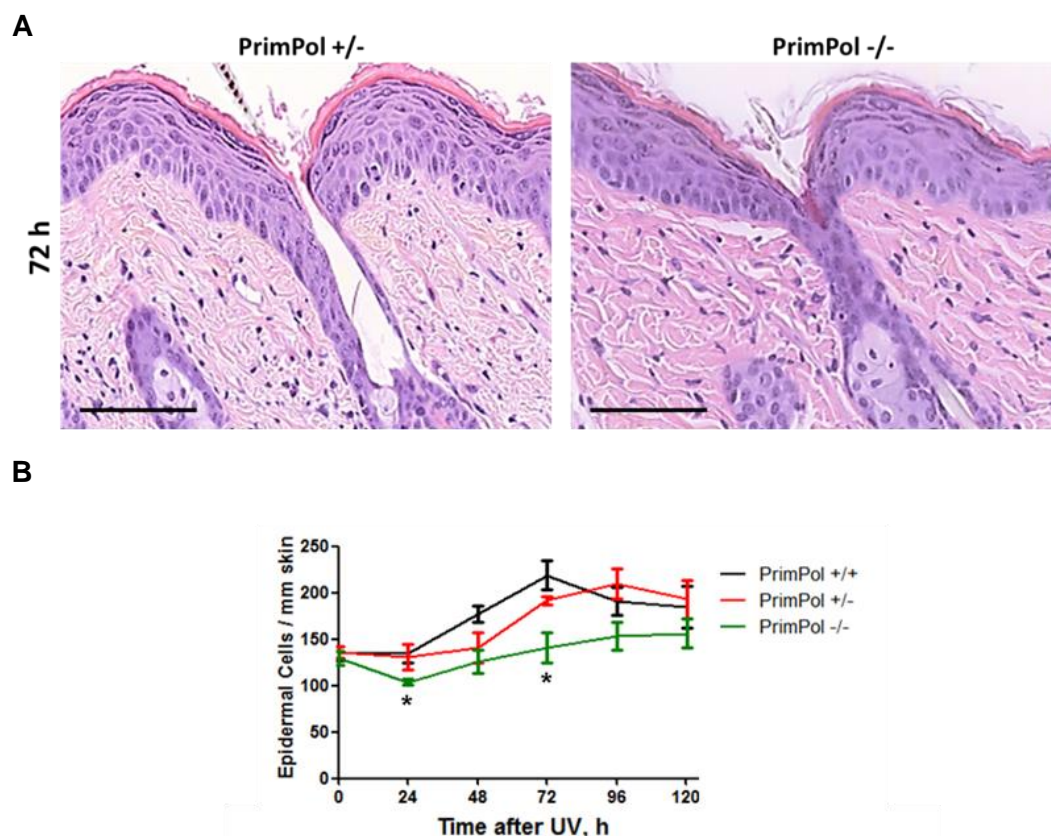 A
PrimPol +/- PrimPol -/-
72 h
B
Epidermal Cells / mm skin
250
200
150
100
50
0
* *
0 24 48 72 96 120
Time after UV, h
PrimPol +/+
PrimPol +/-
PrimPol -/-